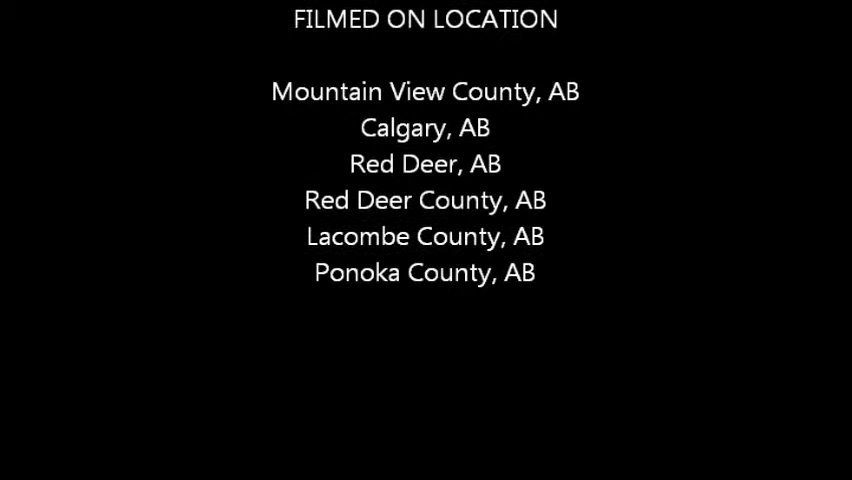 FILMED ON LOCATION
Mountain View County, AB
Calgary, AB
Red Deer, AB
Red Deer County, AB
Lacombe County, AB
Ponoka County, AB